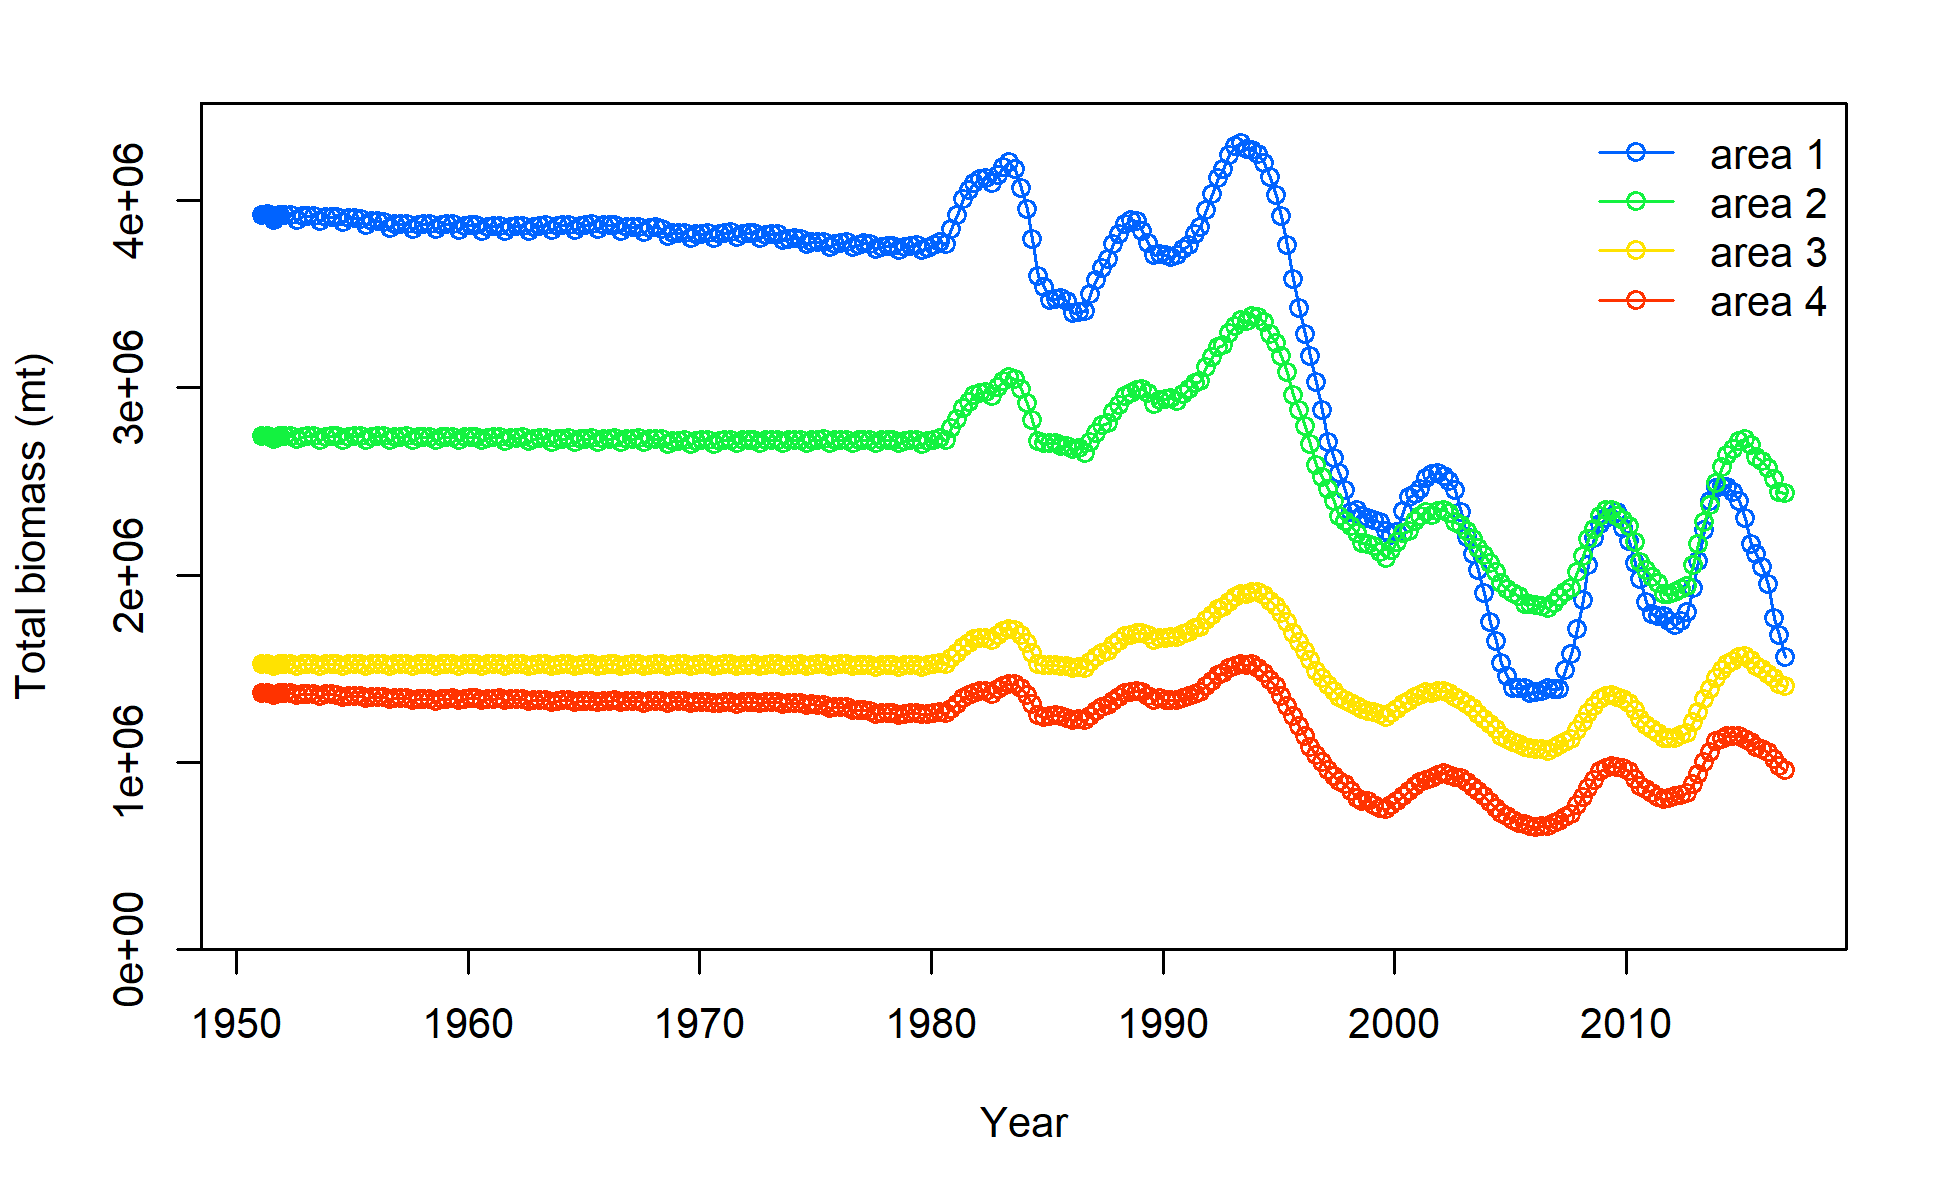 area 1
area 2
area 3
area 4
Total biomass (mt)
4e+06
3e+06
2e+06
1e+06
0e+00
1950 1960 1970 1980 1990 2000 2010
Year